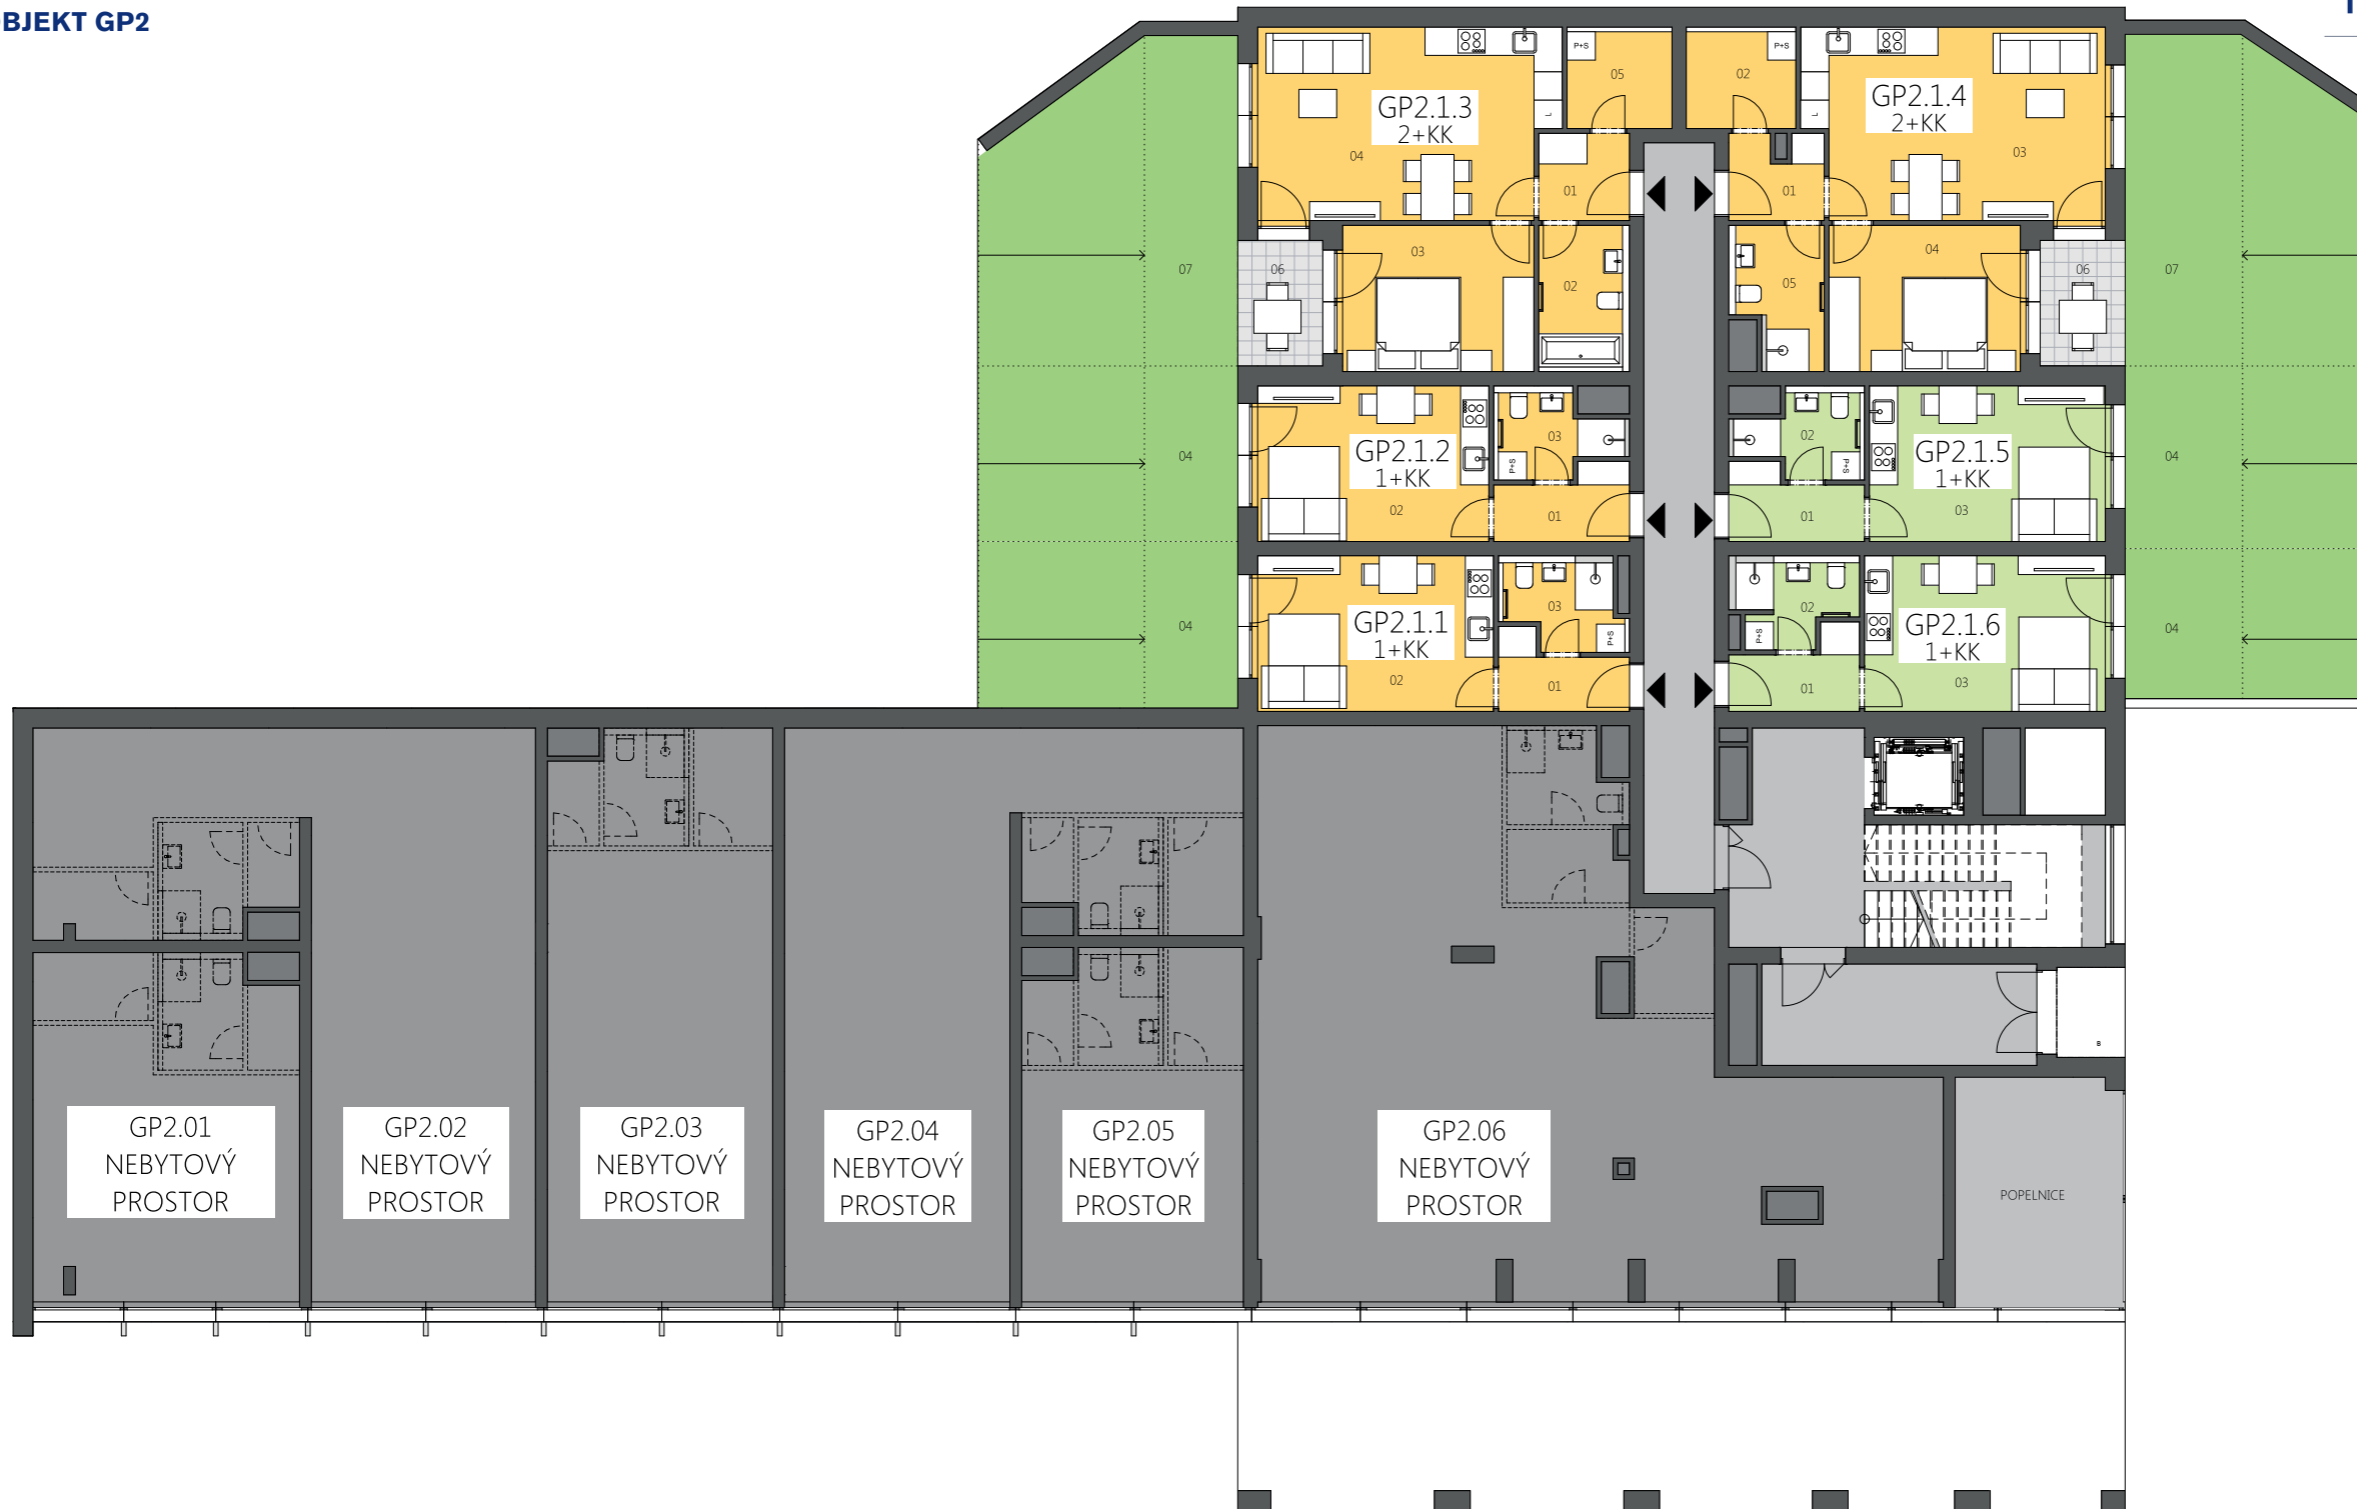 BJEKT GP2
P+S
05
P+S
02
GP2.1.3
2+KK
L
04
01
GP2.1.4
2+KK
L
03
01
03
02
06
07
04
05
06
07
GP2.1.2
1+KK
03
P+S
02
01
04
GP2.1.5
1+KK
02
P+S
01
03
04
GP2.1.1
1+KK
03
P+S
02
01
04
GP2.1.6
1+KK
02
P+S
01
03
04
B
GP2.01
NEBYTOVÝ
PROSTOR
GP2.02
NEBYTOVÝ
PROSTOR
GP2.03
NEBYTOVÝ
PROSTOR
GP2.04
NEBYTOVÝ
PROSTOR
GP2.05
NEBYTOVÝ
PROSTOR
GP2.06
NEBYTOVÝ
PROSTOR
POPELNICE